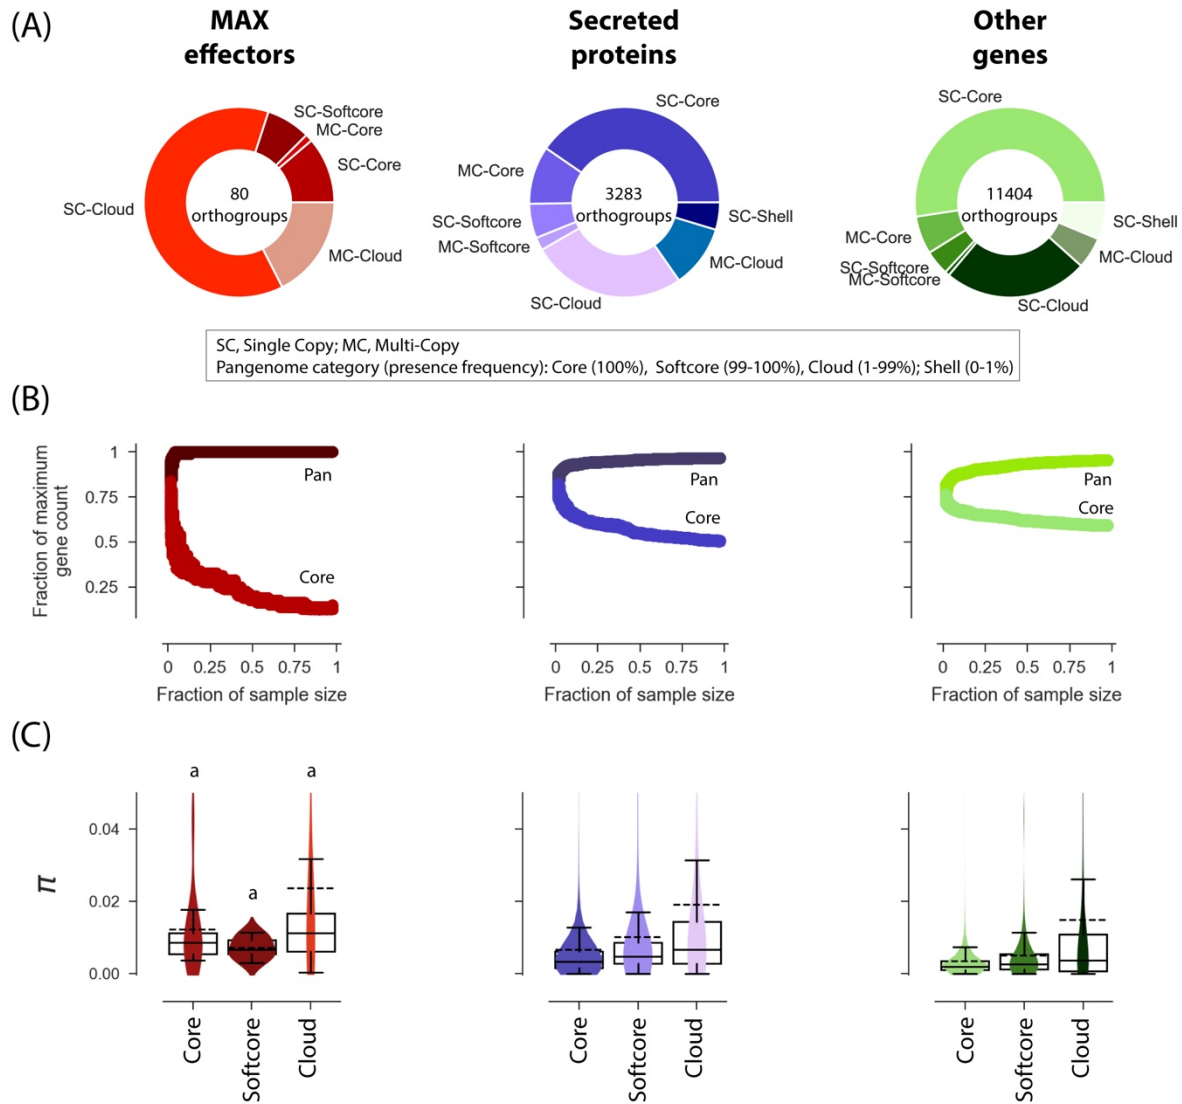 (A)
MAX
effectors
Secreted
proteins
Other
genes
SC-Softcore
MC-Core
SC-Core
SC-Cloud
MC-Cloud
80
orthogroups
SC-Core
MC-Core
SC-Softcore
MC-Softcore
SC-Cloud
MC-Cloud
SC-Shell
3283
orthogroups
SC-Core
MC-Core
SC-Softcore
MC-Softcore
SC-Cloud
MC-Cloud
SC-Shell
11404
orthogroups
SC, Single Copy; MC, Multi-Copy
Pangenome category (presence frequency): Core (100%), Softcore (99-100%), Cloud (1-99%); Shell (0-1%)
(B)
Fraction of maximum
gene count
1
0.75
0.5
0.25
Pan
Core
Pan
Core
Pan
Core
0 0.25 0.5 0.75 1
Fraction of sample size
0 0.25 0.5 0.75 1
Fraction of sample size
0 0.25 0.5 0.75 1
Fraction of sample size
(C)
π
0.04
0.02
0.00
a
a
a
Core
Softcore
Cloud
Core
Softcore
Cloud
Core
Softcore
Cloud